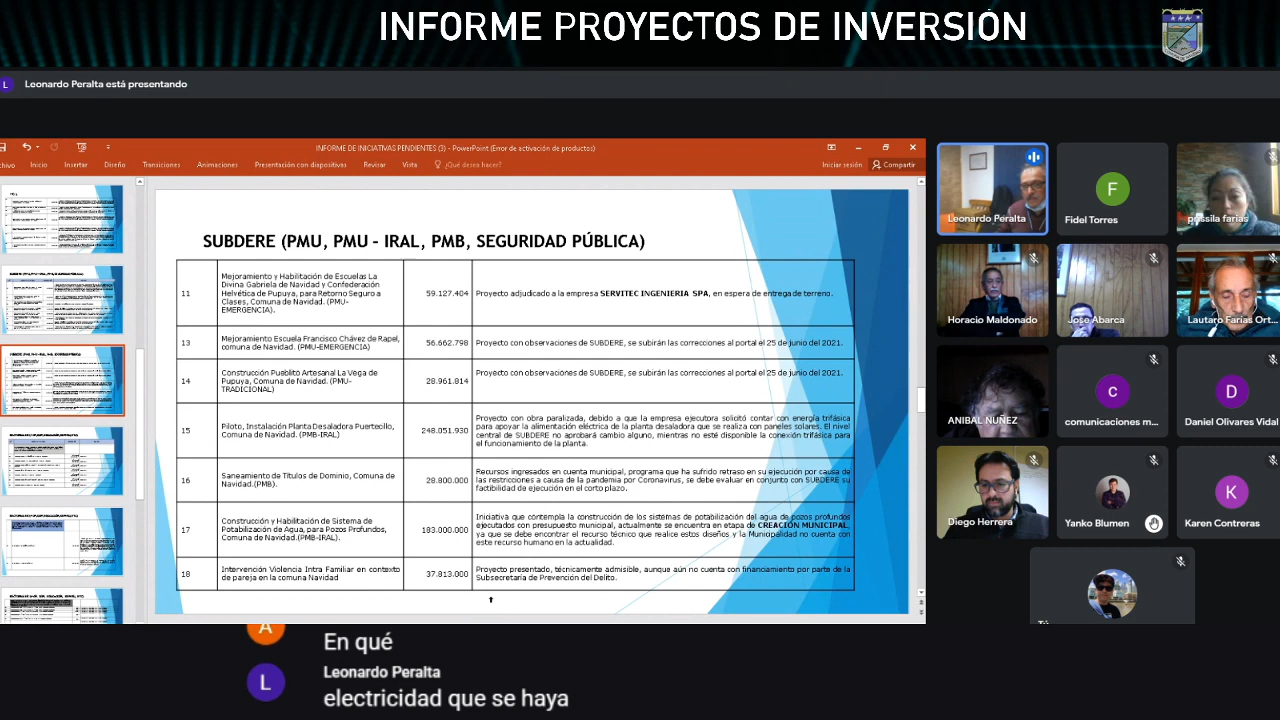 INFORME PROYECTOS DE INVERSIÓN
L
Leonardo Peralta está presentando
INFORME DE INICIATIVAS PENDIENTES (3) - PowerPoint (Error de activación de productos)
Inicio
Insertar
Diseño
Transiciones
Animaciones
Presentación con diapositivas
Revisar
Vista
¿Qué desea hacer?
Iniciar sesión
Compartir
SUBDERE (PMU, PMU – IRAL, PMB, SEGURIDAD PÚBLICA)
11
Mejoramiento y Habilitación de Escuelas La
Divina Gabriela de Navidad y Confederación
Helvética de Pupuya, para Retorno Seguro a
Clases, Comuna de Navidad. (PMU-
EMERGENCIA).
59.127.404
Proyecto adjudicado a la empresa SERVITEC INGENIERIA SPA, en espera de entrega de terreno.
13
Mejoramiento Escuela Francisco Chávez de Rapel,
comuna de Navidad. (PMU-EMERGENCIA)
56.662.798
Proyecto con observaciones de SUBDERE, se subirán las correcciones al portal el 25 de junio del 2021.
14
Construcción Pueblito Artesanal La Vega de
Pupuya, Comuna de Navidad. (PMU-
TRADICIONAL)
28.961.814
Proyecto con observaciones de SUBDERE, se subirán las correcciones al portal el 25 de junio del 2021.
15
Piloto, Instalación Planta Desaladora Puertecillo,
Comuna de Navidad. (PMB-IRAL)
248.051.930
Proyecto con obra paralizada, debido a que la empresa ejecutora solicitó contar con energía trifásica
para apoyar la alimentación eléctrica de la planta desaladora que se realiza con paneles solares. El nivel
central de SUBDERE no aprobará cambio alguno, mientras no esté disponible la conexión trifásica para
el funcionamiento de la planta.
16
Saneamiento de Títulos de Dominio, Comuna de
Navidad.(PMB).
28.800.000
Recursos ingresados en cuenta municipal, programa que ha sufrido retraso en su ejecución por causa de
las restricciones a causa de la pandemia por Coronavirus, se debe evaluar en conjunto con SUBDERE su
factibilidad de ejecución en el corto plazo.
17
Construcción y Habilitación de Sistema de
Potabilización de Agua, para Pozos Profundos,
Comuna de Navidad.(PMB-IRAL).
183.000.000
Iniciativa que contempla la construcción de los sistemas de potabilización del agua de pozos profundos
ejecutados con presupuesto municipal, actualmente se encuentra en etapa de CREACIÓN MUNICIPAL,
ya que se debe encontrar el recurso técnico que realice estos diseños y la Municipalidad no cuenta con
este recurso humano en la actualidad.
18
Intervención Violencia Intra Familiar en contexto
de pareja en la comuna Navidad
37.813.000
Proyecto presentado, técnicamente admisible, aunque aún no cuenta con financiamiento por parte de la
Subsecretaría de Prevención del Delito.
Leonardo Peralta
F
Fidel Torres
prissila farias
Horacio Maldonado
Jose Abarca
Lautaro Farias Ort...
ANIBAL NUÑEZ
c
comunicaciones m...
D
Daniel Olivares Vidal
Diego Herrera
Yanko Blumen
K
Karen Contreras
Tú
A
En qué
L
Leonardo Peralta
electricidad que se haya